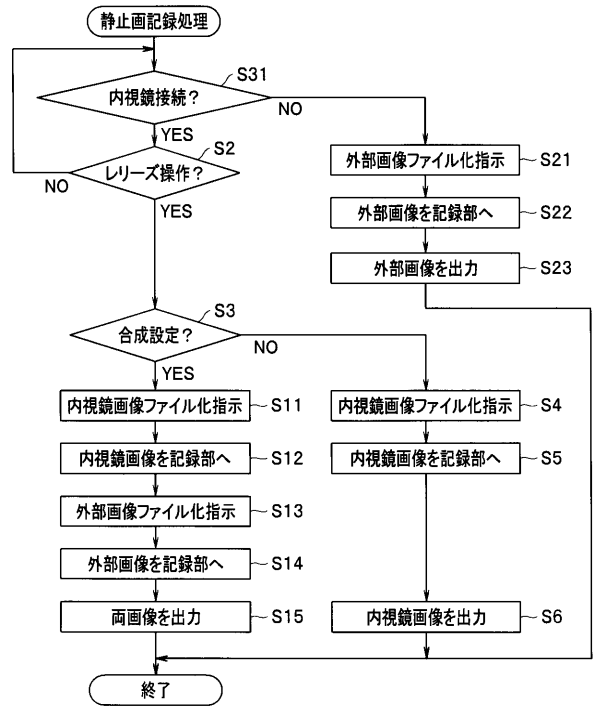 静止画記録処理
内視鏡接続？
S31
NO
YES
レリーズ操作？
S2
NO
YES
外部画像ファイル化指示
S21
外部画像を記録部へ
S22
外部画像を出力
S23
合成設定？
S3
NO
YES
内視鏡画像ファイル化指示
S11
内視鏡画像ファイル化指示
S4
内視鏡画像を記録部へ
S12
内視鏡画像を記録部へ
S5
外部画像ファイル化指示
S13
外部画像を記録部へ
S14
両画像を出力
S15
内視鏡画像を出力
S6
終了